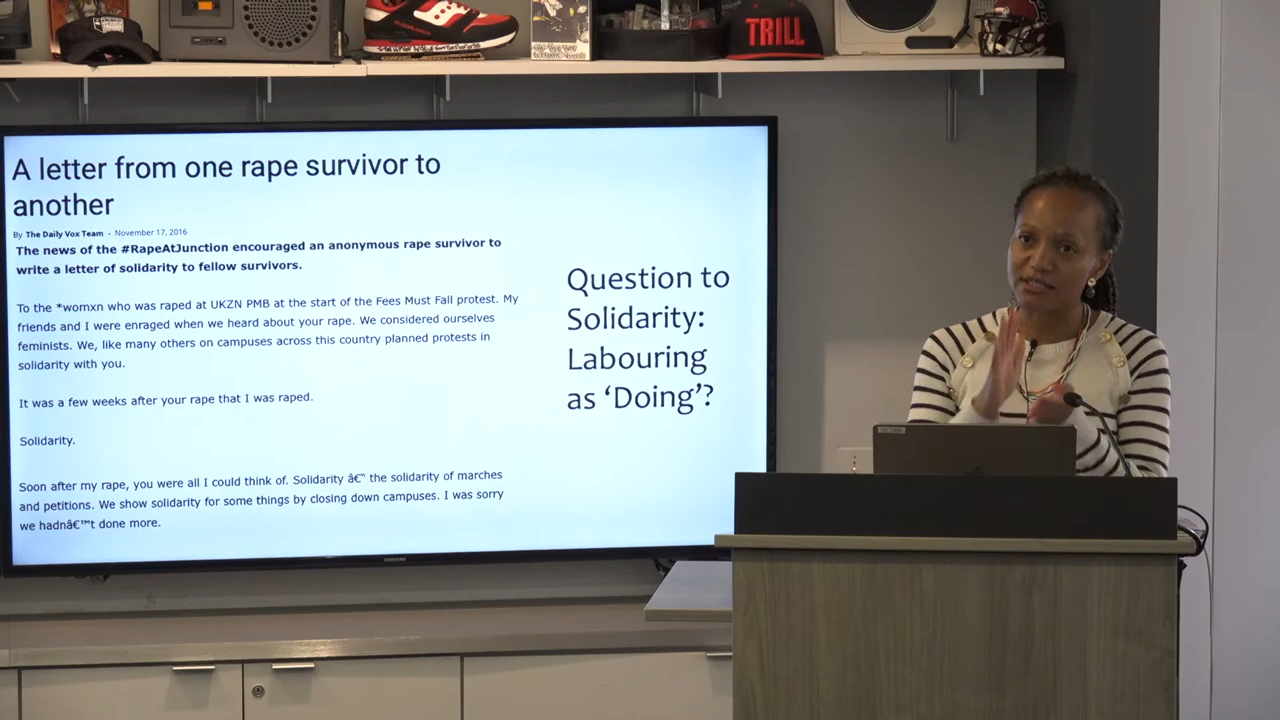 TRILL
A letter from one rape survivor to
another
By The Daily Vox Team - November 17, 2016
The news of the #RapeAtJunction encouraged an anonymous rape survivor to
write a letter of solidarity to fellow survivors.
To the *womxn who was raped at UKZN PMB at the start of the Fees Must Fall protest. My
friends and I were enraged when we heard about your rape. We considered ourselves
feminists. We, like many others on campuses across this country planned protests in
solidarity with you.
It was a few weeks after your rape that I was raped.
Solidarity.
Soon after my rape, you were all I could think of. Solidarity â€“ the solidarity of marches
and petitions. We show solidarity for some things by closing down campuses. I was sorry
we hadnâ€™t done more.
Question to
Solidarity:
Labouring
as ‘Doing’?
SAMSUNG